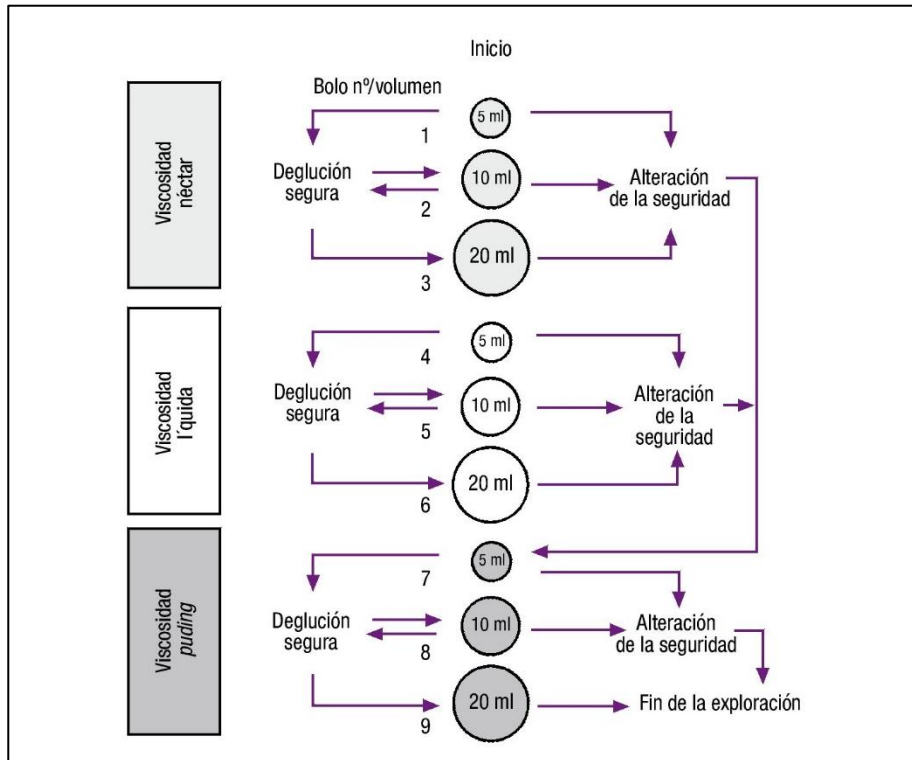 Inicio
Bolo nº/volumen
Viscosidad
néctar
1
5 ml
Deglución
segura
2
10 ml
Alteración
de la seguridad
3
20 ml
Viscosidad
l´quida
4
5 ml
Deglución
segura
5
10 ml
Alteración
de la
seguridad
6
20 ml
Viscosidad
puding
7
5 ml
Deglución
segura
8
10 ml
Alteración
de la seguridad
9
20 ml
Fin de la exploración